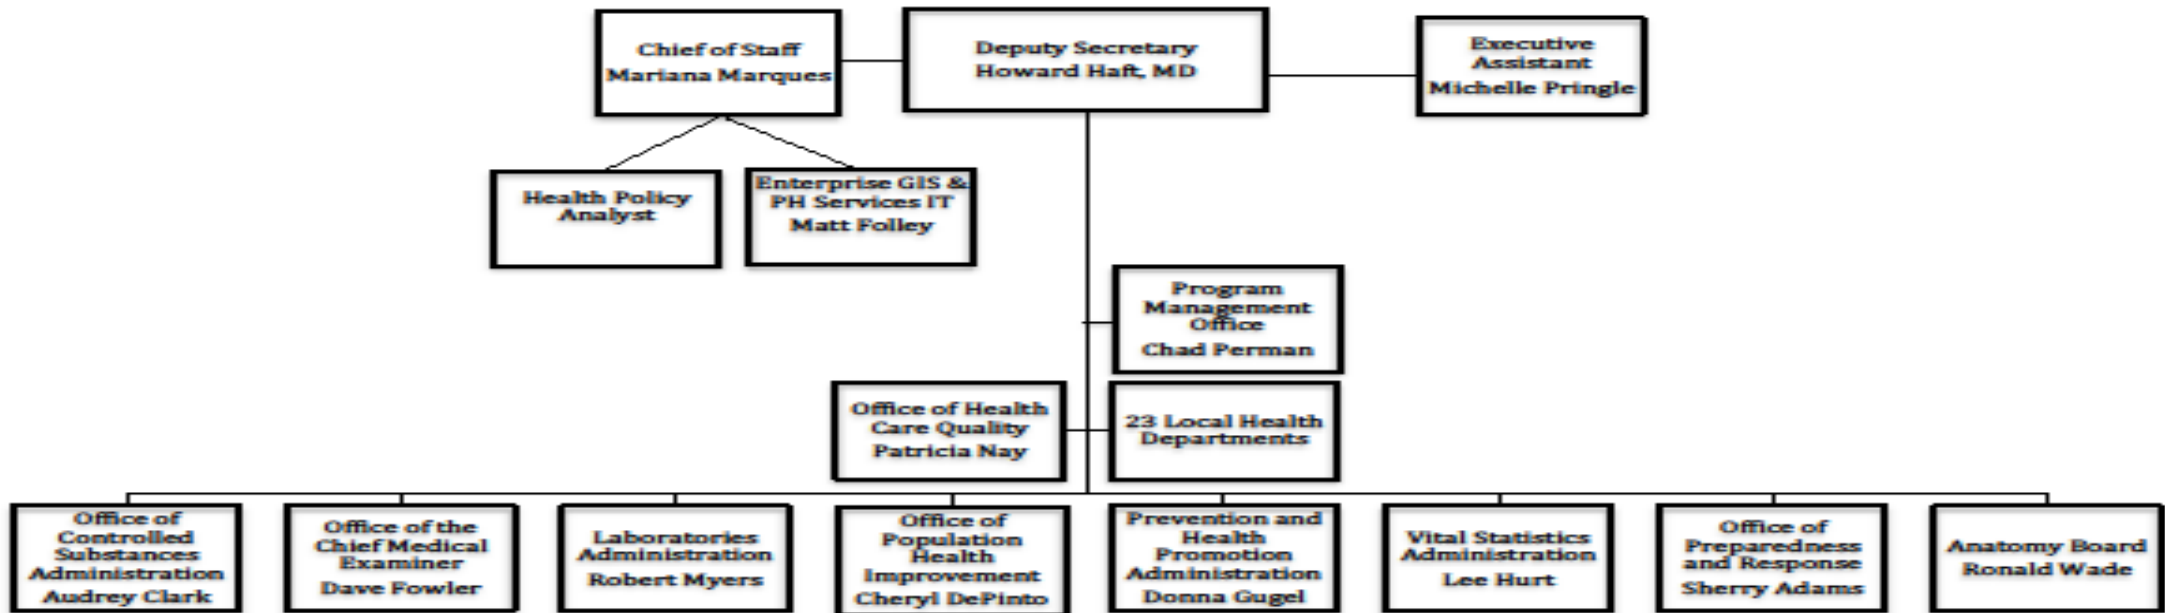 Chief of Staff
Mariana Marques
Deputy Secretary
Howard Haft, MD
Executive
Assistant
Michelle Pringle
Health Policy
Analyst
Enterprise GIS &
PH Services IT
Matt Folley
Program
Management
Office
Chad Perman
Office of Health
Care Quality
Patricia Nay
23 Local Health
Departments
Office of
Controlled
Substances
Administration
Audrey Clark
Office of the
Chief Medical
Examiner
Dave Fowler
Laboratories
Administration
Robert Myers
Office of
Population
Health
Improvement
Cheryl DePinto
Prevention and
Health
Promotion
Administration
Donna Gugel
Vital Statistics
Administration
Lee Hurt
Office of
Preparedness
and Response
Sherry Adams
Anatomy Board
Ronald Wade